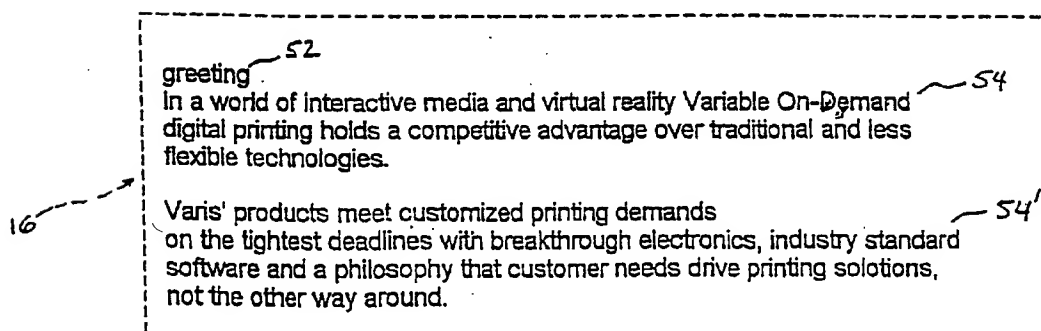 52
greeting
In a world of interactive media and virtual reality Variable On-Demand 54
digital printing holds a competitive advantage over traditional and less
flexible technologies.
16
Varis' products meet customized printing demands 54'
on the tightest deadlines with breakthrough electronics, industry standard
software and a philosophy that customer needs drive printing solotions,
not the other way around.